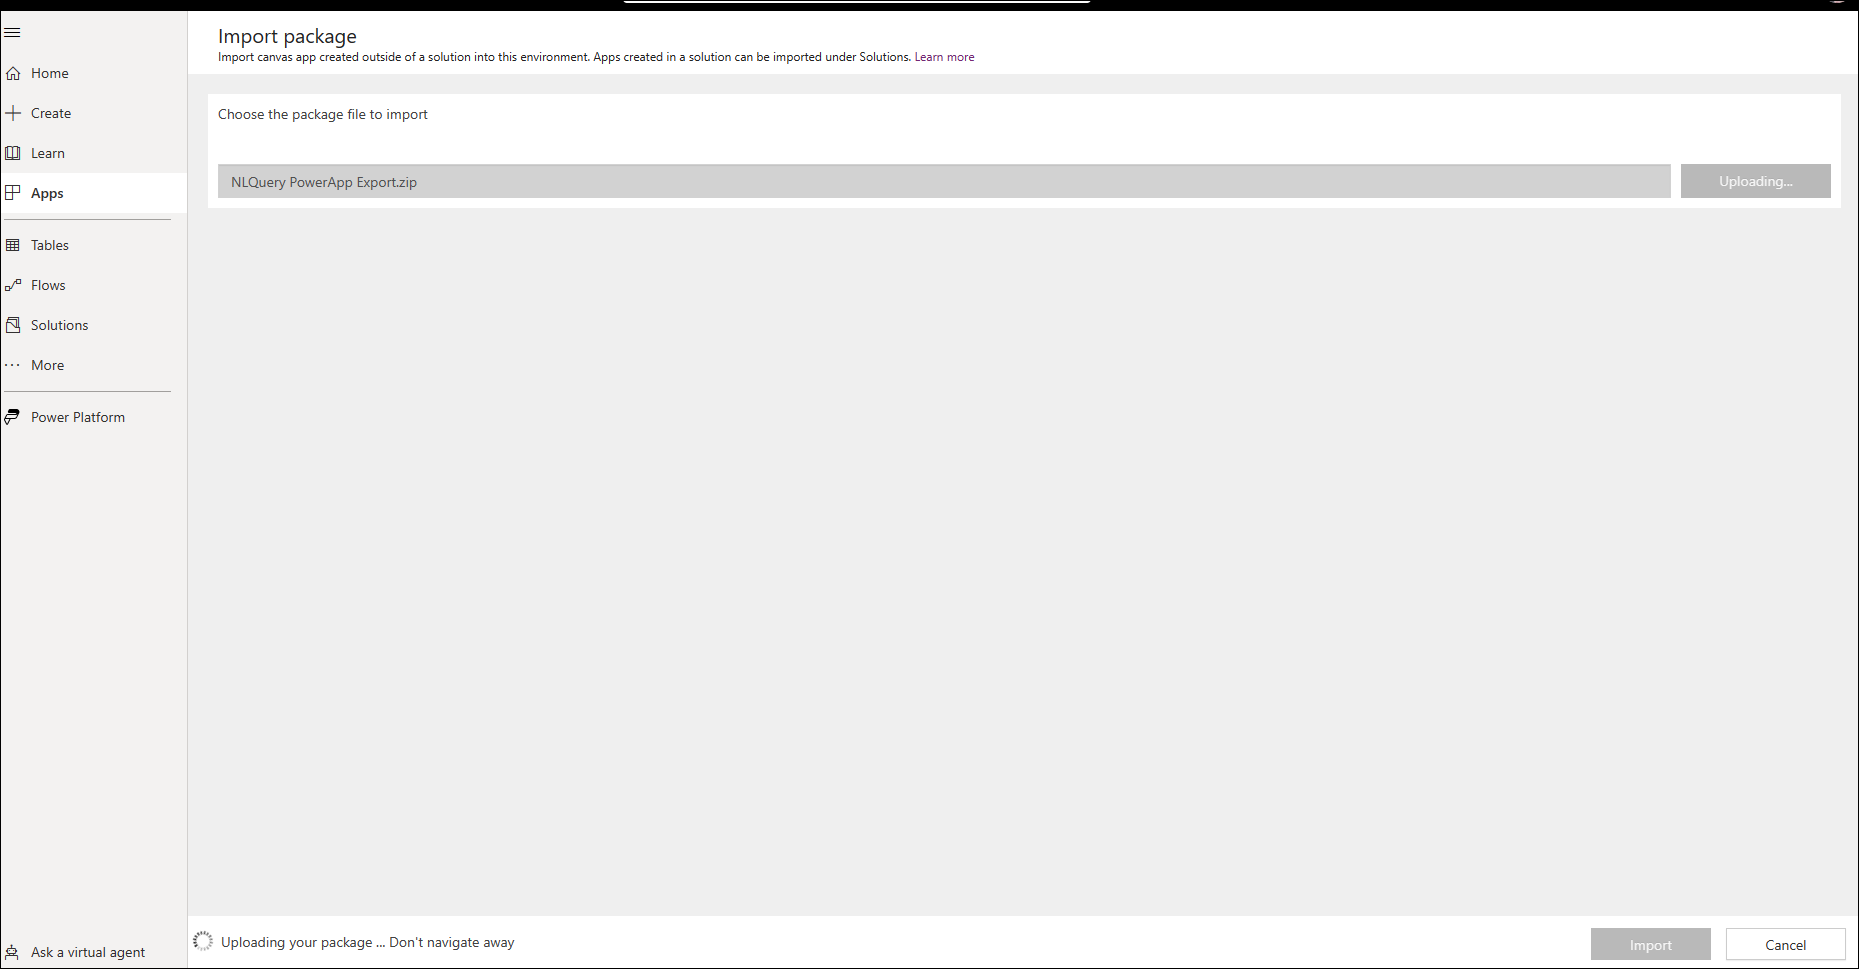 Import package
Import canvas app created outside of a solution into this environment. Apps created in a solution can be imported under Solutions. Learn more
Home
Create
Learn
Apps
Tables
Flows
Solutions
More
Power Platform
Ask a virtual agent
Choose the package file to import
NLQuery PowerApp Export.zip
Uploading...
Uploading your package ... Don't navigate away
Import
Cancel